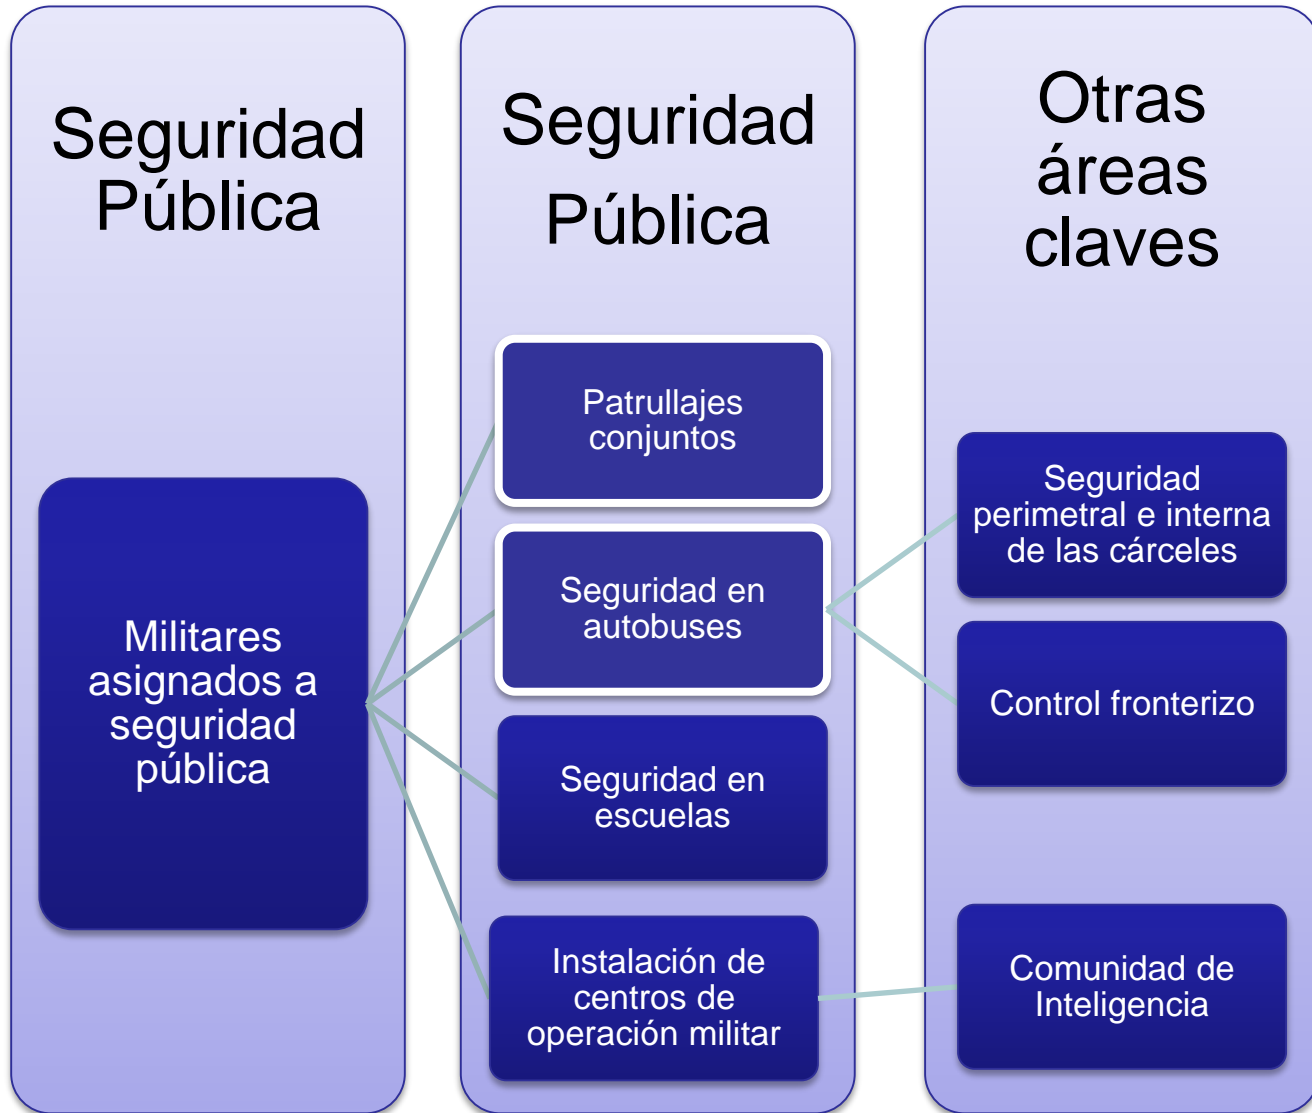 Seguridad
Pública
Militares
asignados a
seguridad
pública
Seguridad
Pública
Patrullajes
conjuntos
Seguridad en
autobuses
Seguridad en
escuelas
Instalación de
centros de
operación militar
Otras
áreas
claves
Seguridad
perimetral e interna
de las cárceles
Control fronterizo
Comunidad de
Inteligencia